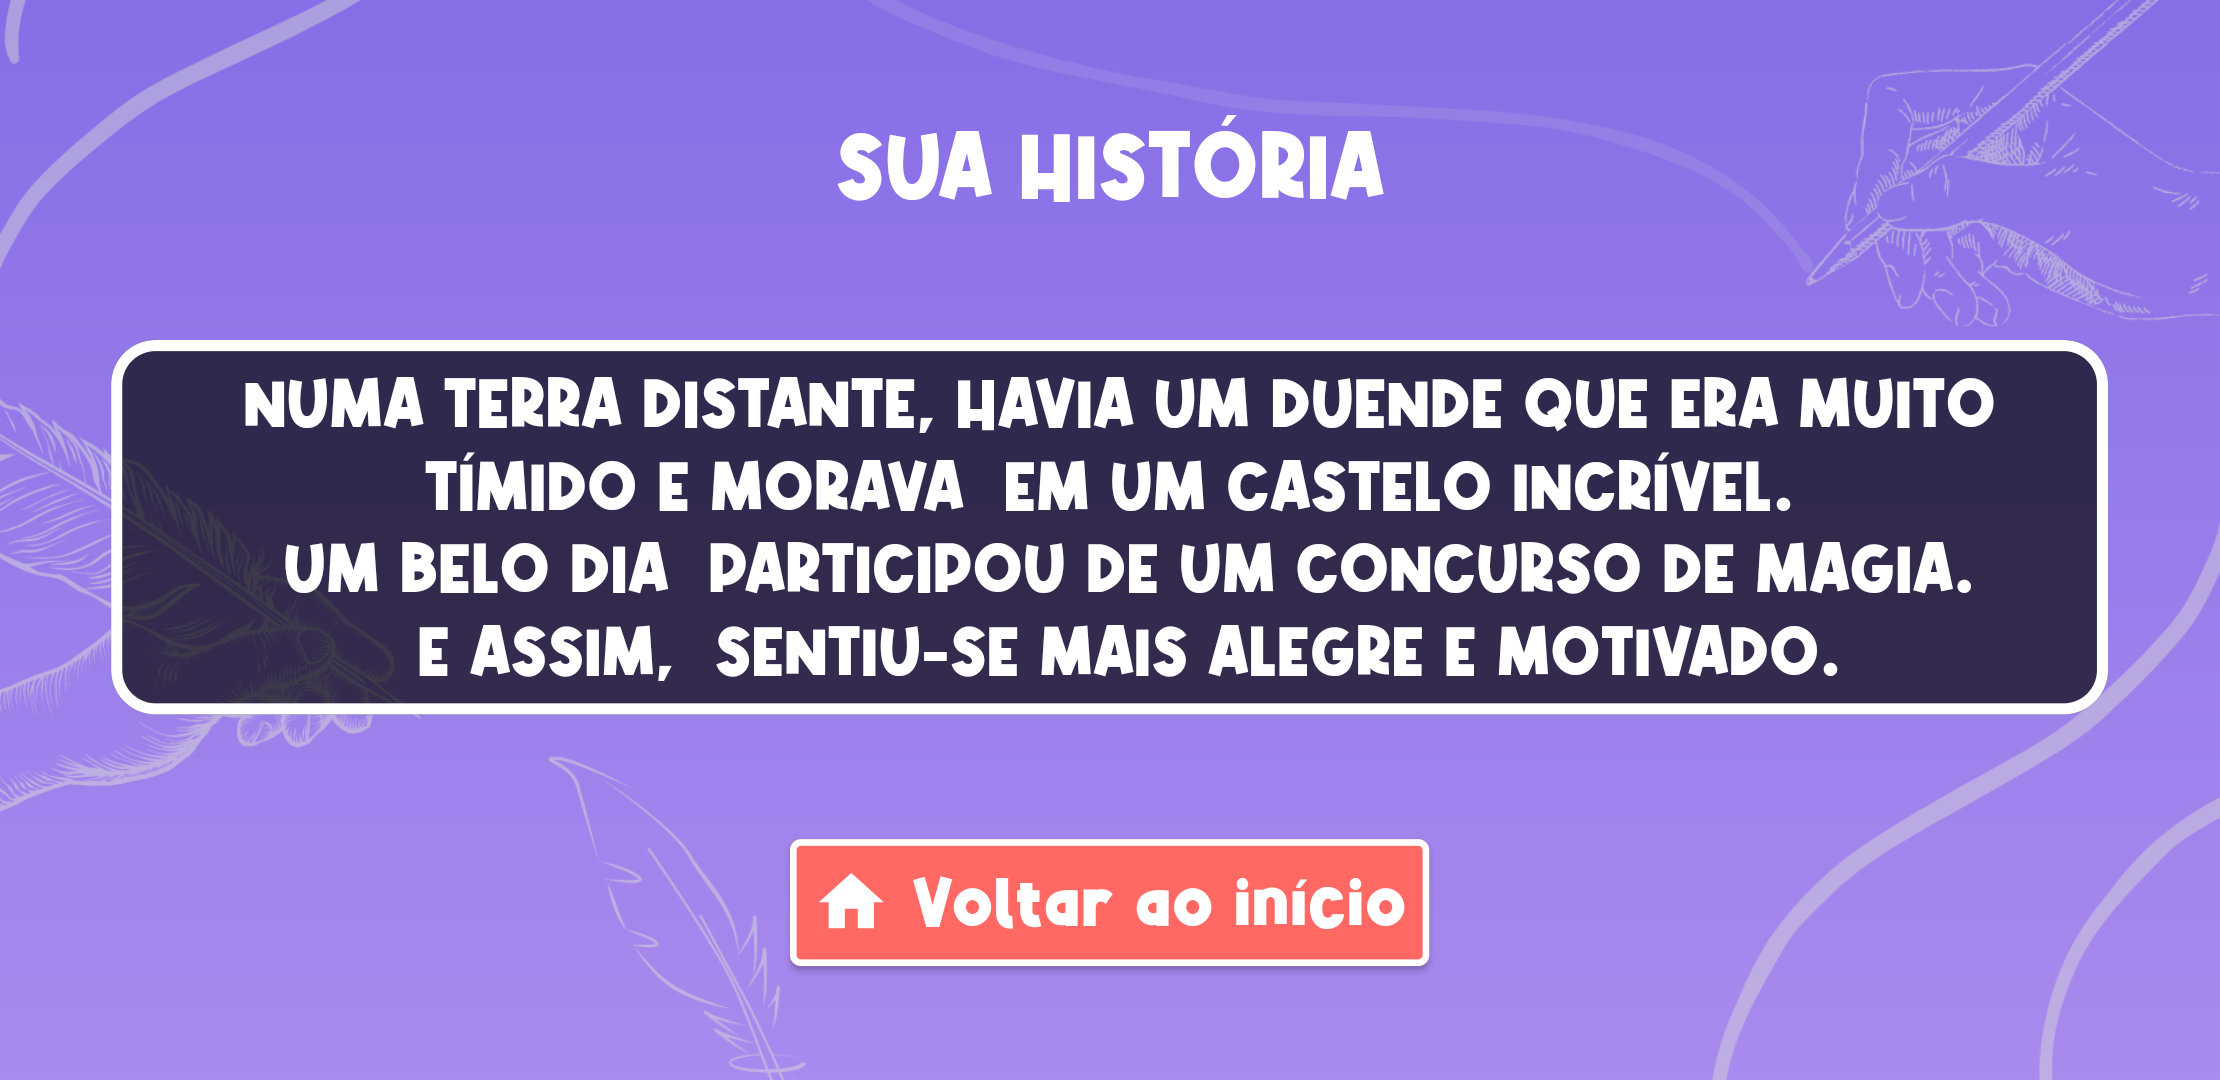 SUA HISTÓRIA
NUMA TERRA DISTANTE, HAVIA UM DUENDE QUE ERA MUITO
TÍMIDO E MORAVA  EM UM CASTELO INCRÍVEL.
UM BELO DIA  PARTICIPOU DE UM CONCURSO DE MAGIA.
E ASSIM,  SENTIU-SE MAIS ALEGRE E MOTIVADO.
Voltar ao início